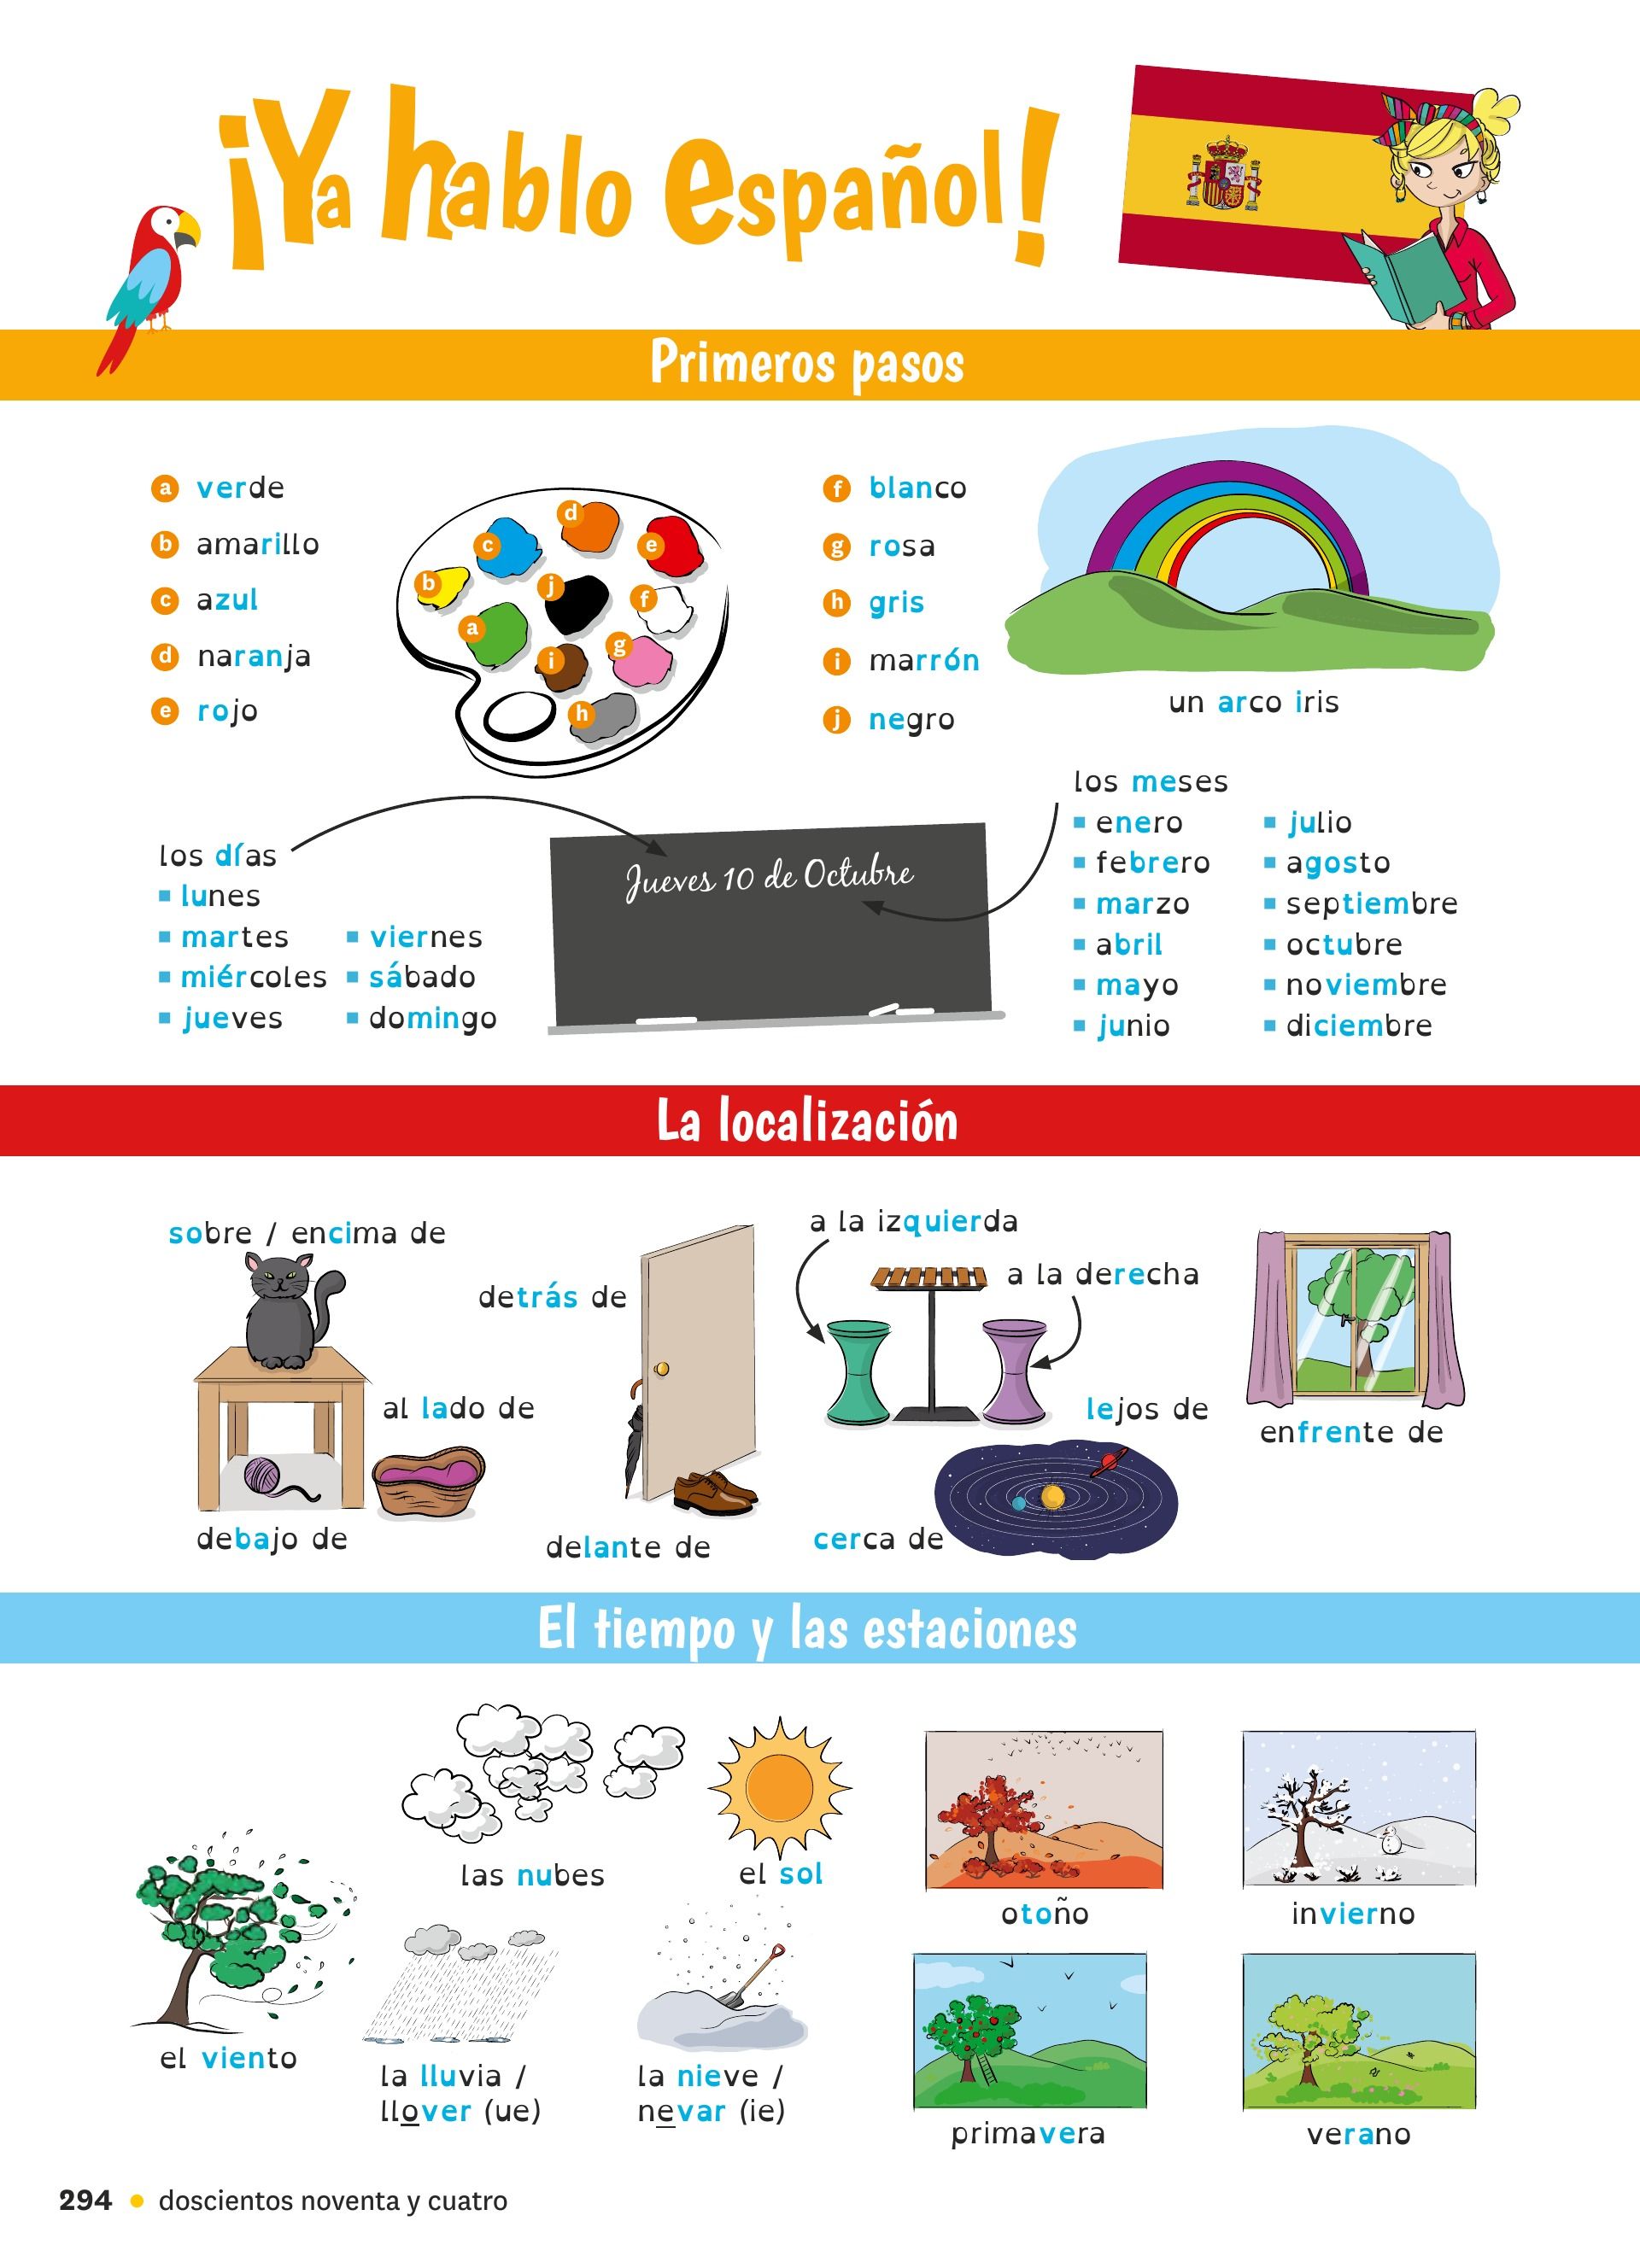 ¡Ya hablo español!
Primeros pasos
a verde
b amarillo
c azul
d naranja
e rojo
c
d
e
b
j
f
a
i
g
h
f blanco
g rosa
h gris
i marrón
j negro
un arco iris
los días
▪ lunes
▪ martes
▪ miércoles
▪ jueves
▪ viernes
▪ sábado
▪ domingo
Jueves 10 de Octubre
los meses
▪ enero
▪ febrero
▪ marzo
▪ abril
▪ mayo
▪ junio
▪ julio
▪ agosto
▪ septiembre
▪ octubre
▪ noviembre
▪ diciembre
La localización
sobre / encima de
al lado de
debajo de
detrás de
delante de
a la izquierda
a la derecha
lejos de
cerca de
enfrente de
El tiempo y las estaciones
el viento
las nubes
el sol
la lluvia /
llover (ue)
la nieve /
nevar (ie)
otoño
invierno
primavera
verano
294 • doscientos noventa y cuatro